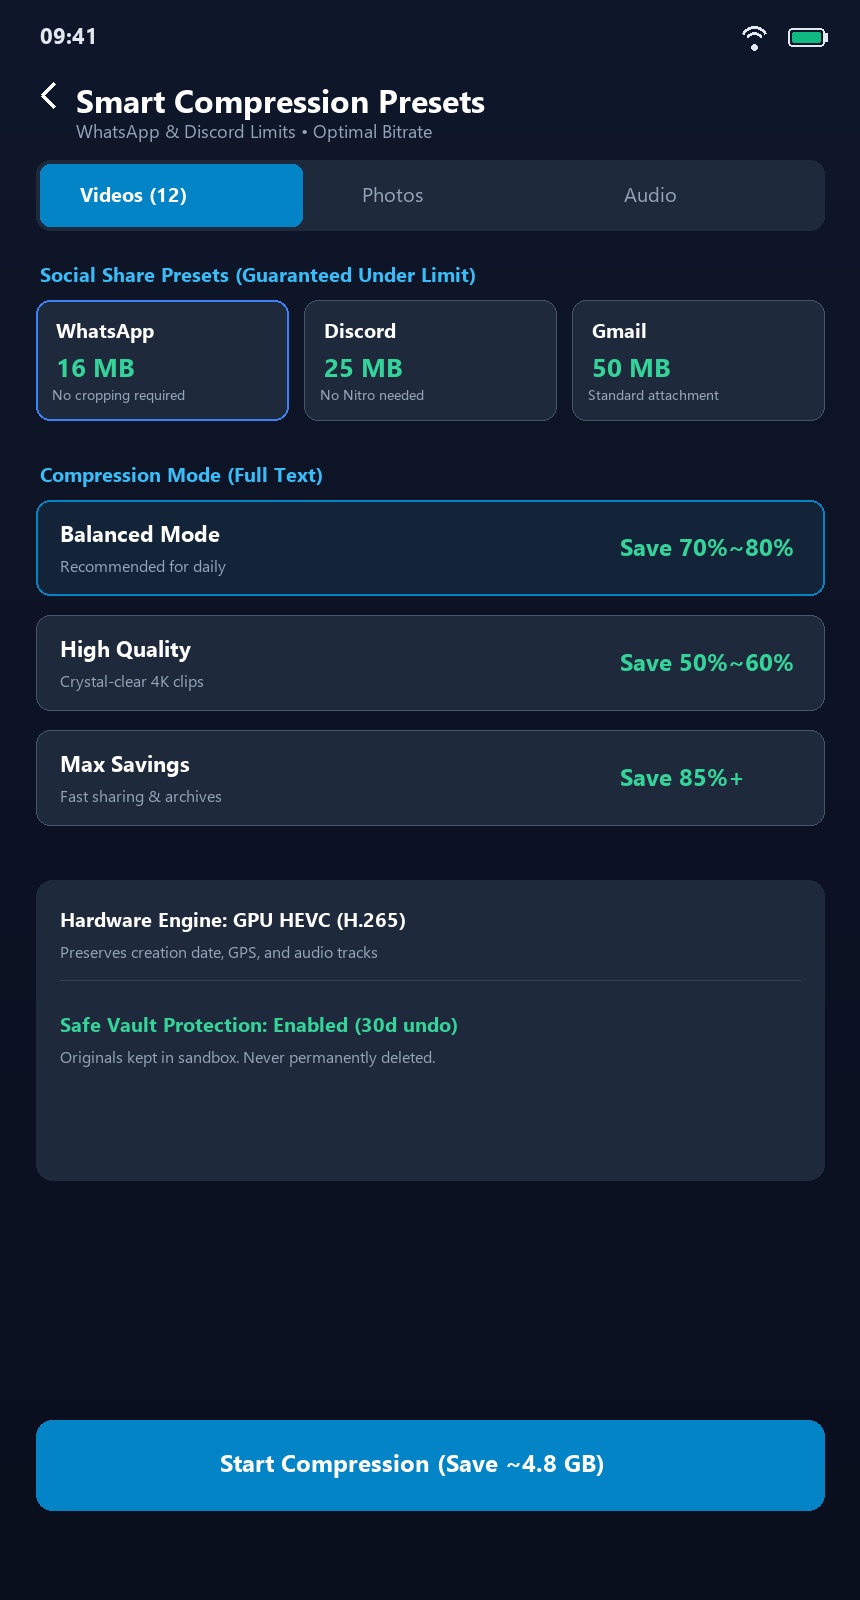 09:41
Smart Compression Presets
WhatsApp & Discord Limits • Optimal Bitrate
Videos (12)
Photos
Audio
Social Share Presets (Guaranteed Under Limit)
WhatsApp
16 MB
No cropping required
Discord
25 MB
No Nitro needed
Gmail
50 MB
Standard attachment
Compression Mode (Full Text)
Balanced Mode
Recommended for daily
Save 70%~80%
High Quality
Crystal-clear 4K clips
Save 50%~60%
Max Savings
Fast sharing & archives
Save 85%+
Hardware Engine: GPU HEVC (H.265)
Preserves creation date, GPS, and audio tracks
Safe Vault Protection: Enabled (30d undo)
Originals kept in sandbox. Never permanently deleted.
Start Compression (Save ~4.8 GB)